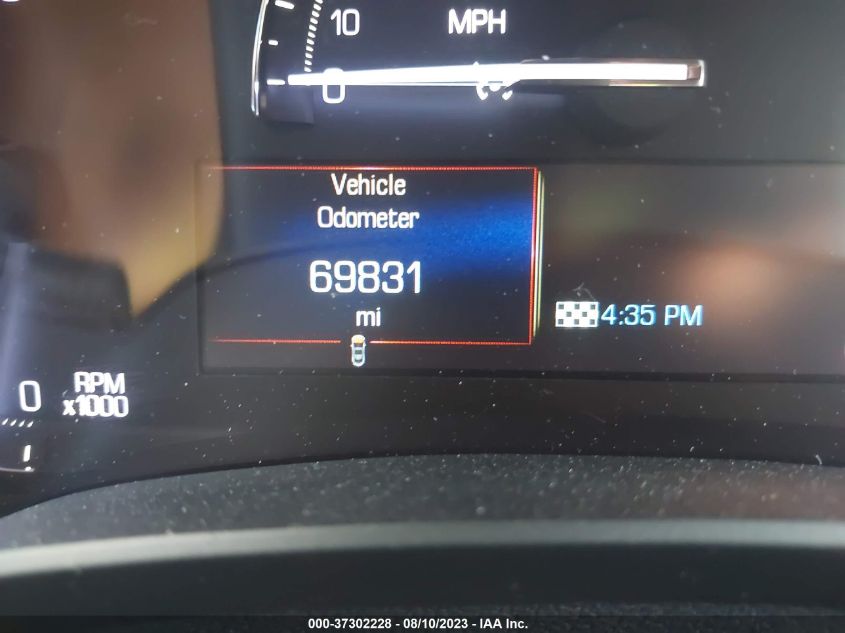 10 MPH
0
Vehicle
Odometer
69831
mi
4:35 PM
0 RPM
x1000
000-37302228 - 08/10/2023 - IAA Inc.